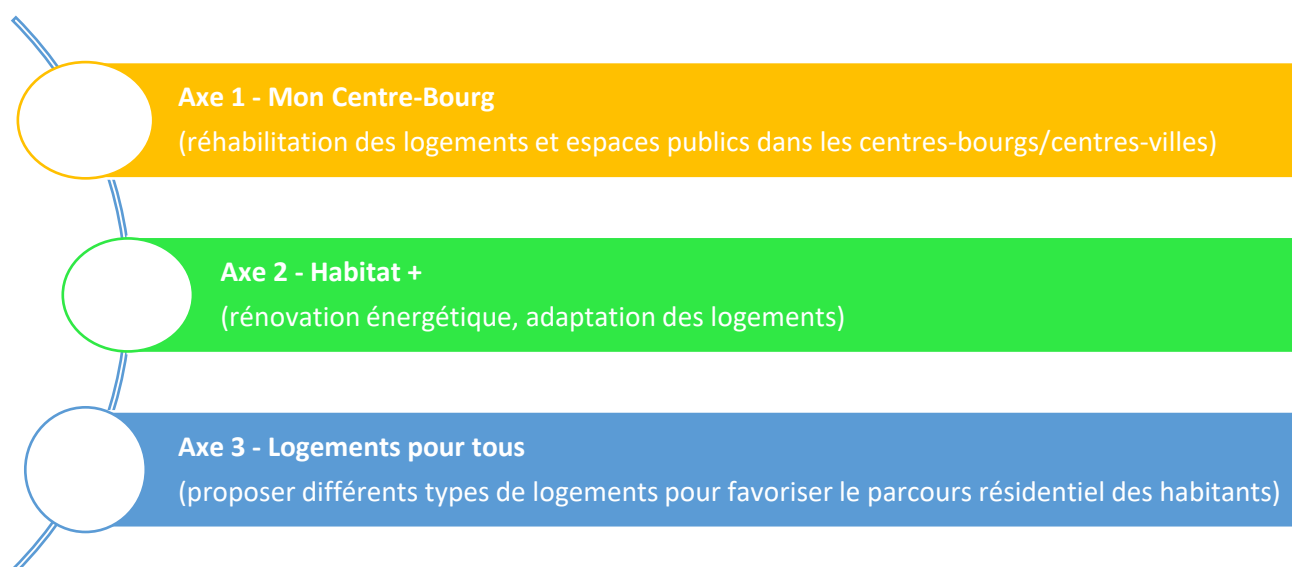 Axe 1 - Mon Centre-Bourg
(réhabilitation des logements et espaces publics dans les centres-bourgs/centres-villes)
Axe 2 - Habitat +
(rénovation énergétique, adaptation des logements)
Axe 3 - Logements pour tous
(proposer différents types de logements pour favoriser le parcours résidentiel des habitants)